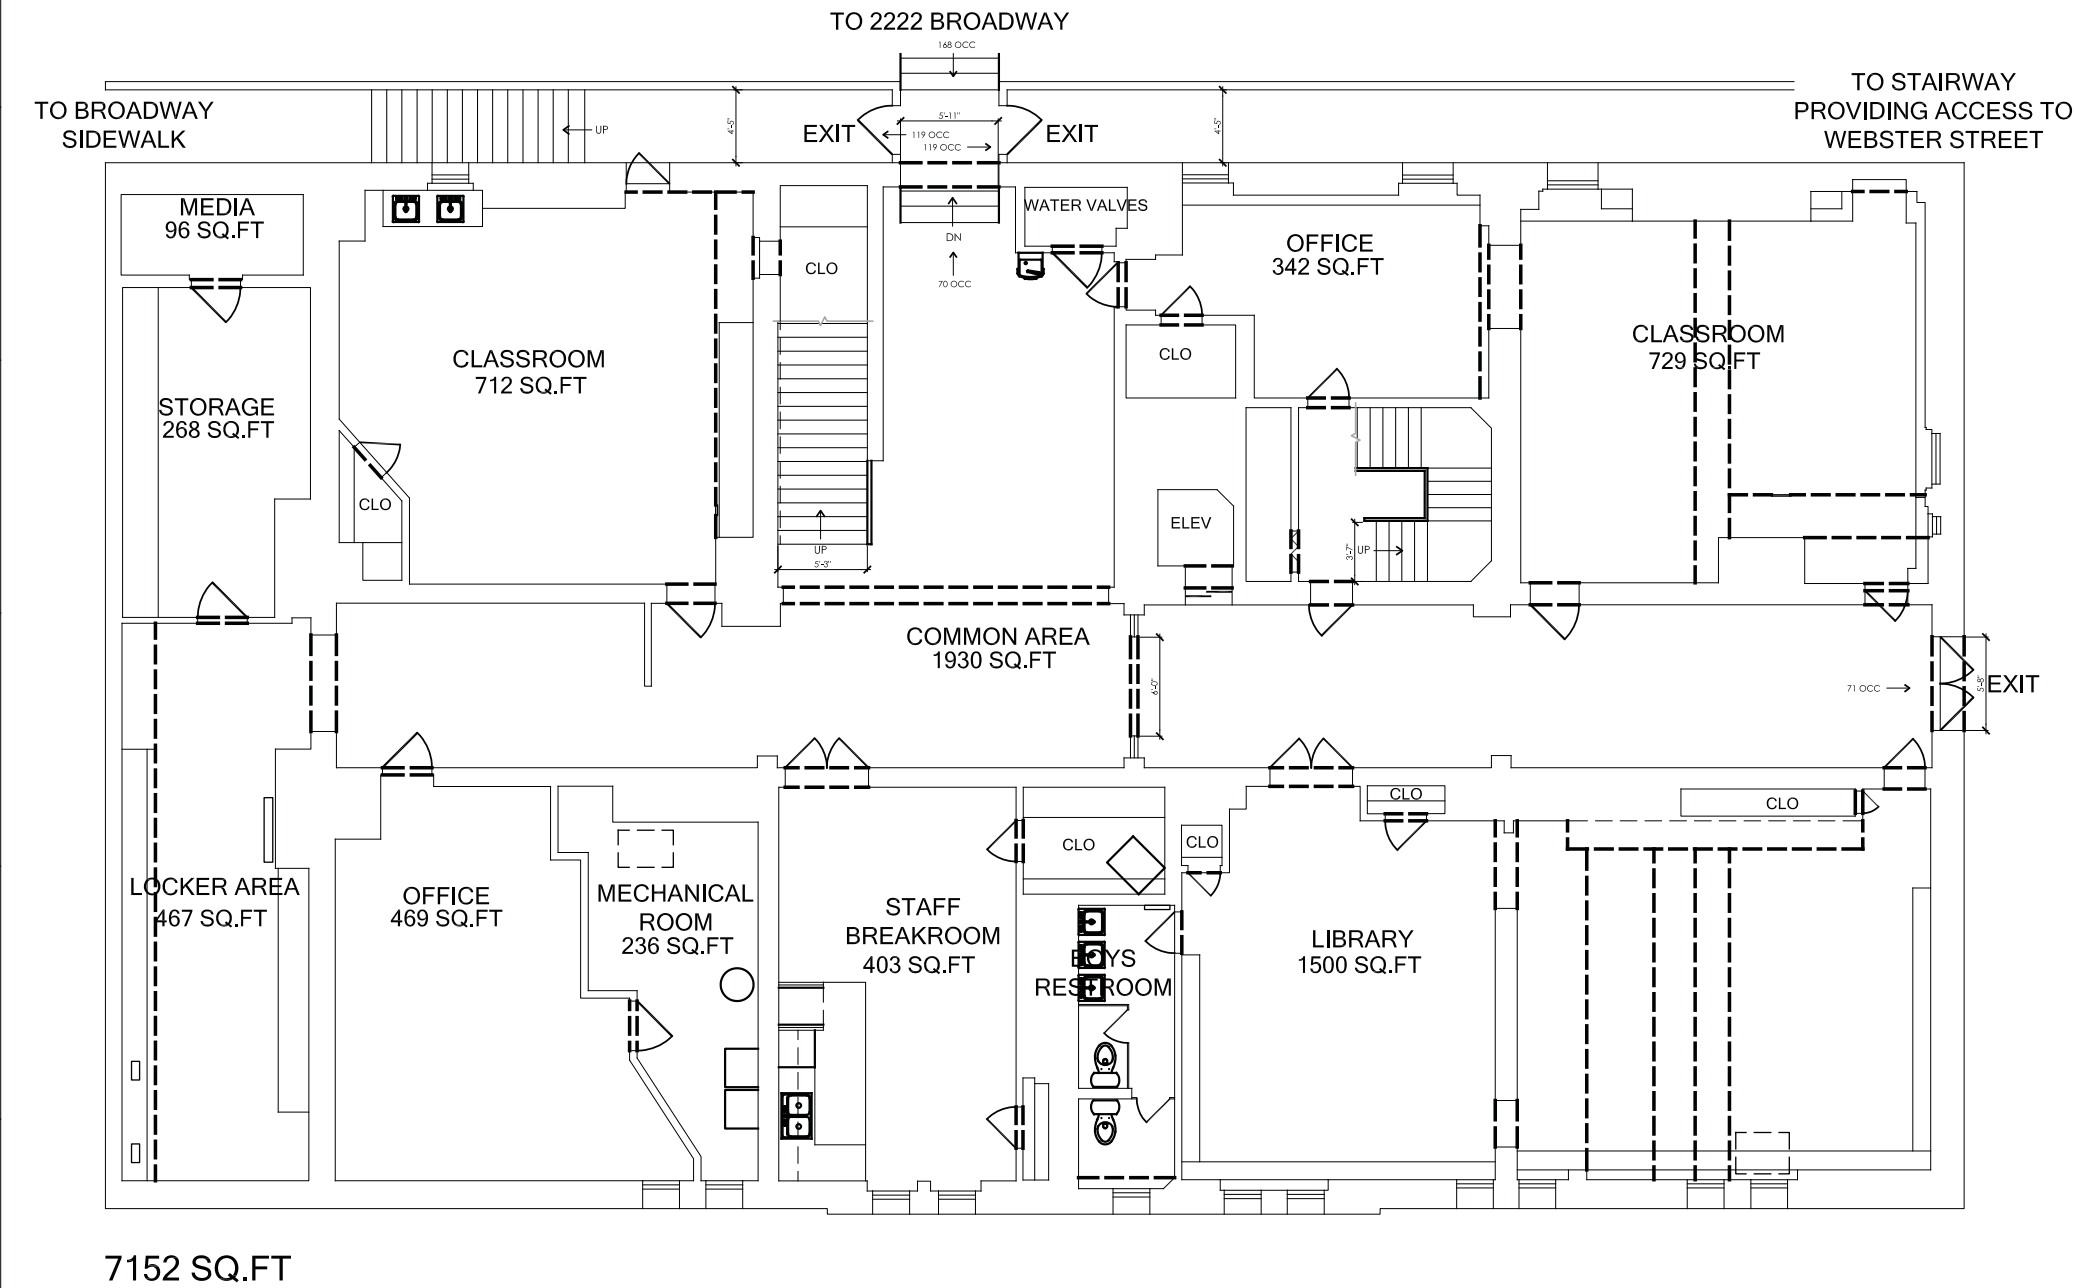 TO 2222 BROADWAY
168 OCC
TO BROADWAY
SIDEWALK
UP
4'-5"
EXIT
5'-11"
119 OCC
119 OCC
EXIT
4'-5"
TO STAIRWAY
PROVIDING ACCESS TO
WEBSTER STREET
MEDIA
96 SQ.FT
WATER VALVES
DN
70 OCC
CLO
OFFICE
342 SQ.FT
CLASSROOM
712 SQ.FT
CLO
CLASSROOM
729 SQ.FT
STORAGE
268 SQ.FT
CLO
ELEV
UP
5'-3"
UP
3'-7"
COMMON AREA
1930 SQ.FT
6'-0"
71 OCC
5'-8"
EXIT
CLO
CLO
CLO
CLO
LOCKER AREA
467 SQ.FT
OFFICE
469 SQ.FT
MECHANICAL
ROOM
236 SQ.FT
STAFF
BREAKROOM
403 SQ.FT
BOYS
RESTROOM
LIBRARY
1500 SQ.FT
7152 SQ.FT